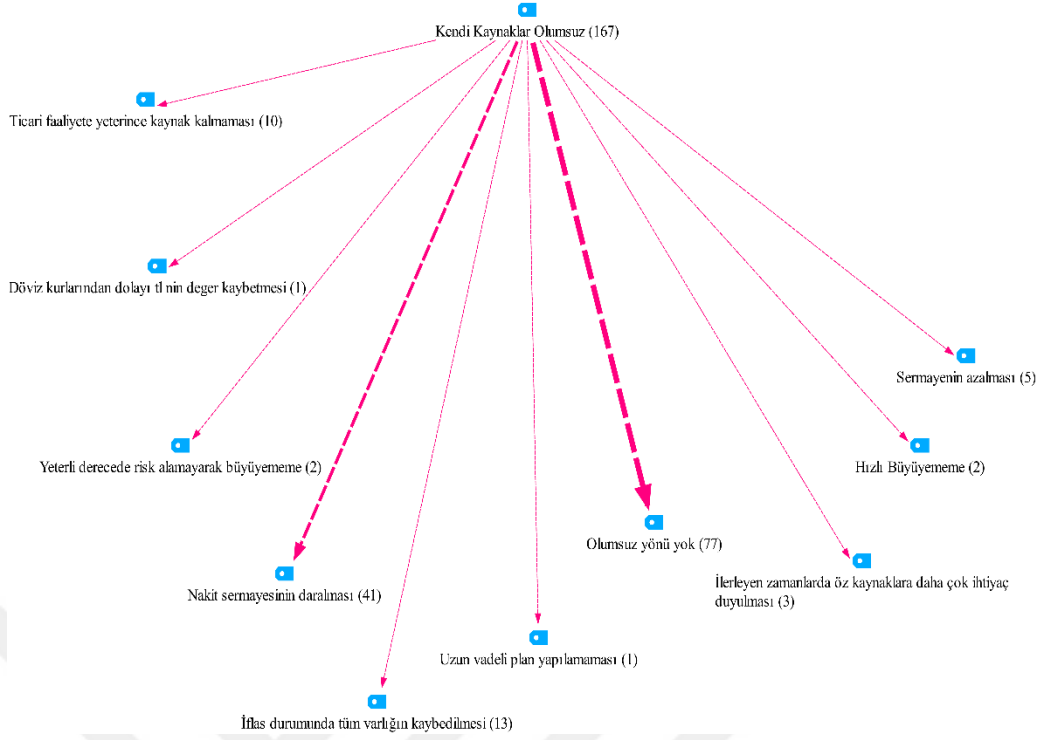 Kendi Kaynaklar Olumsuz (167)
Ticari faaliyete yeterince kaynak kalmaması (10)
Döviz kurlarından dolayı tl nin deger kaybetmesi (1)
Sermayenin azalması (5)
Yeterli derecede risk alamayarak büyüyememe (2)
Hızlı Büyüyememe (2)
Olumsuz yönü yok (77)
Nakit sermayesinin daralması (41)
İlerleyen zamanlarda öz kaynaklara daha çok ihtiyaç
duyulması (3)
Uzun vadeli plan yapılamaması (1)
İflas durumunda tüm varlığın kaybedilmesi (13)